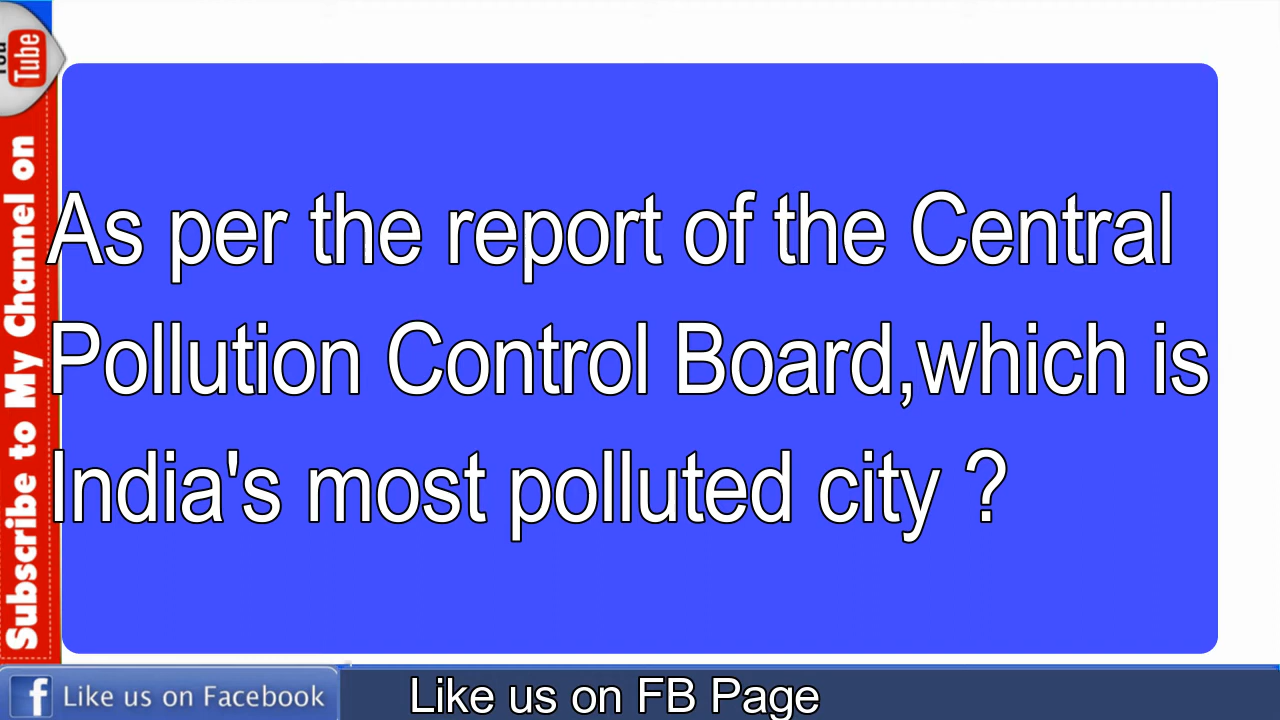 You
Tube
Subscribe to My Channel on
As per the report of the Central
Pollution Control Board,which is
India's most polluted city ?
f Like us on Facebook
Like us on FB Page